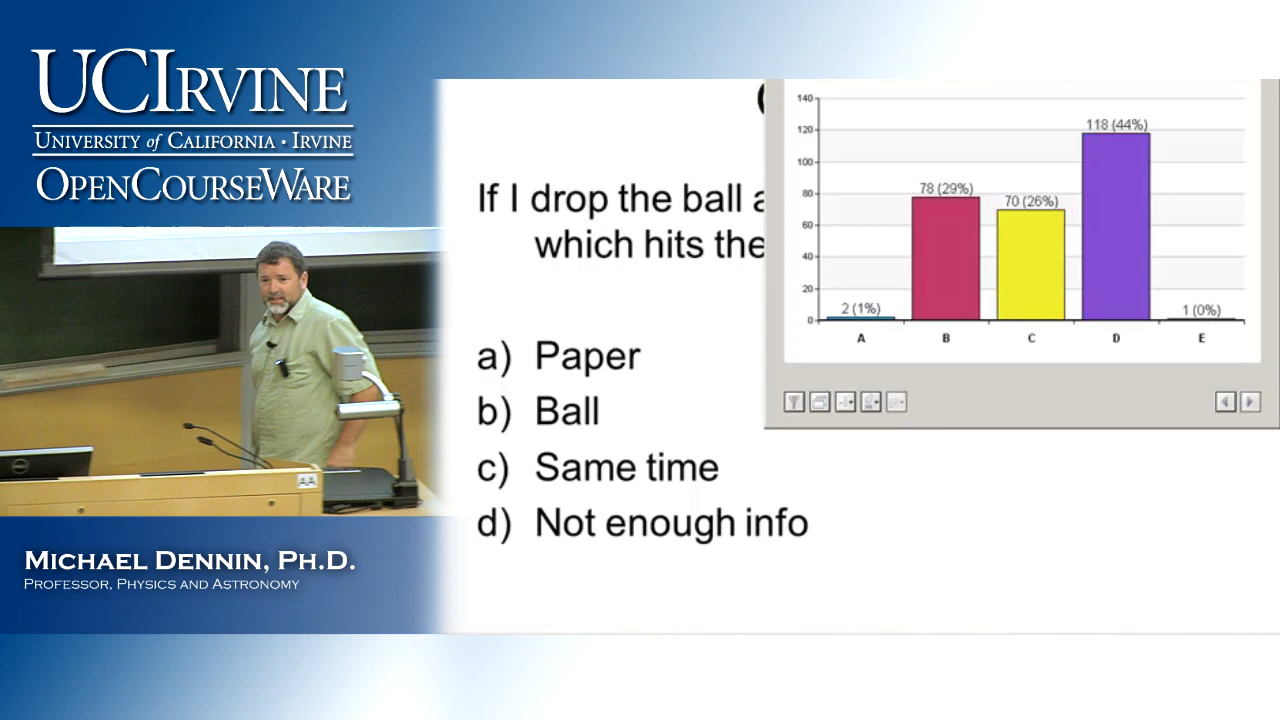 UCIRVINE
UNIVERSITY of CALIFORNIA • IRVINE
OPENCOURSEWARE
If I drop the ball
which hits the
a) Paper
b) Ball
c) Same time
d) Not enough info
140
120
100
80
60
40
20
0
2 (1%)
78 (29%)
70 (26%)
118 (44%)
1 (0%)
A B C D E
AA
MICHAEL DENNIN, PH.D.
PROFESSOR, PHYSICS AND ASTRONOMY